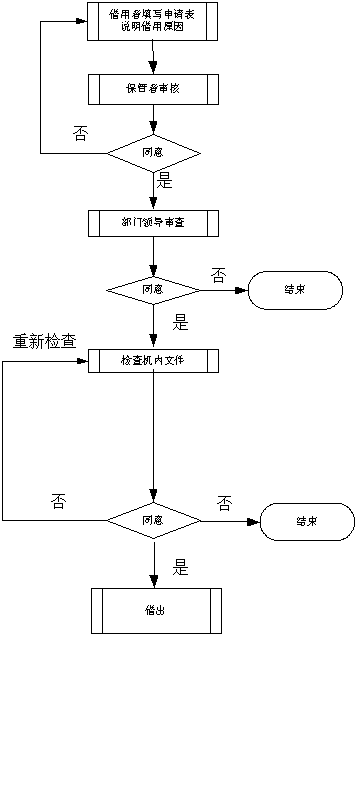 借用者填写申请表
说明借用原因
保管者审核
否
同意
是
部门领导审查
否
同意
结束
是
重新检查
检查机内文件
否
否
同意
结束
是
借出